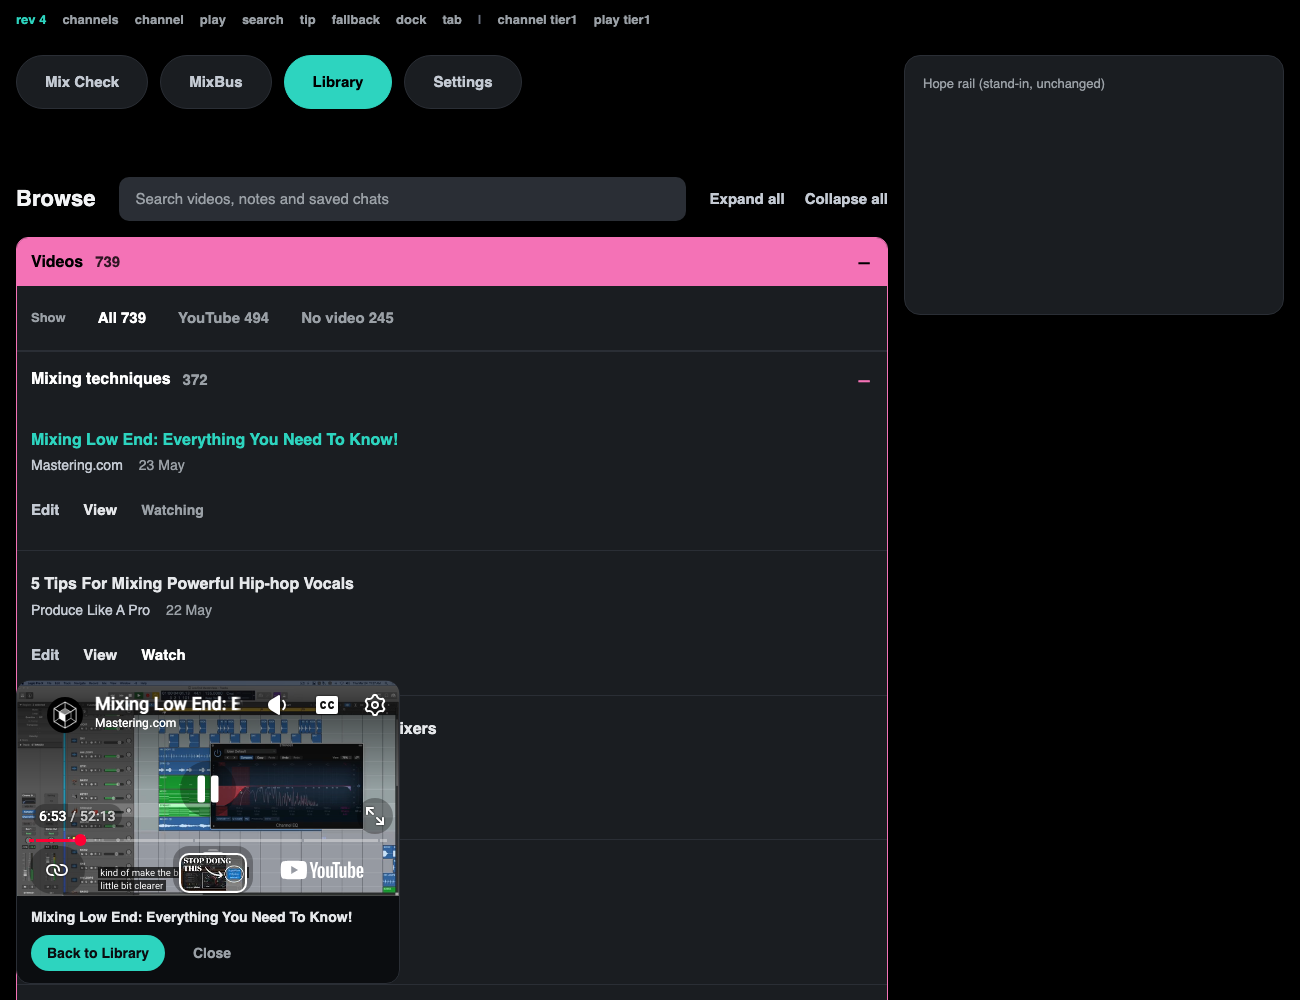 rev 4 channels channel play search tip fallback dock tab | channel tier1 play tier1
Mix Check MixBus Library Settings
Hope rail (stand-in, unchanged)
Browse Search videos, notes and saved chats Expand all Collapse all
Videos 739
Show All 739 YouTube 494 No video 245
Mixing techniques 372
Mixing Low End: Everything You Need To Know!
Mastering.com 23 May
Edit View Watching
5 Tips For Mixing Powerful Hip-hop Vocals
Produce Like A Pro 22 May
Edit View Watch
ixers
Mixing Low End: E
Mastering.com
CC
6:53 / 52:13
kind of make the b
little bit clearer
STOP DOING
THIS
YouTube
Channel EQ
Mixing Low End: Everything You Need To Know!
Back to Library Close